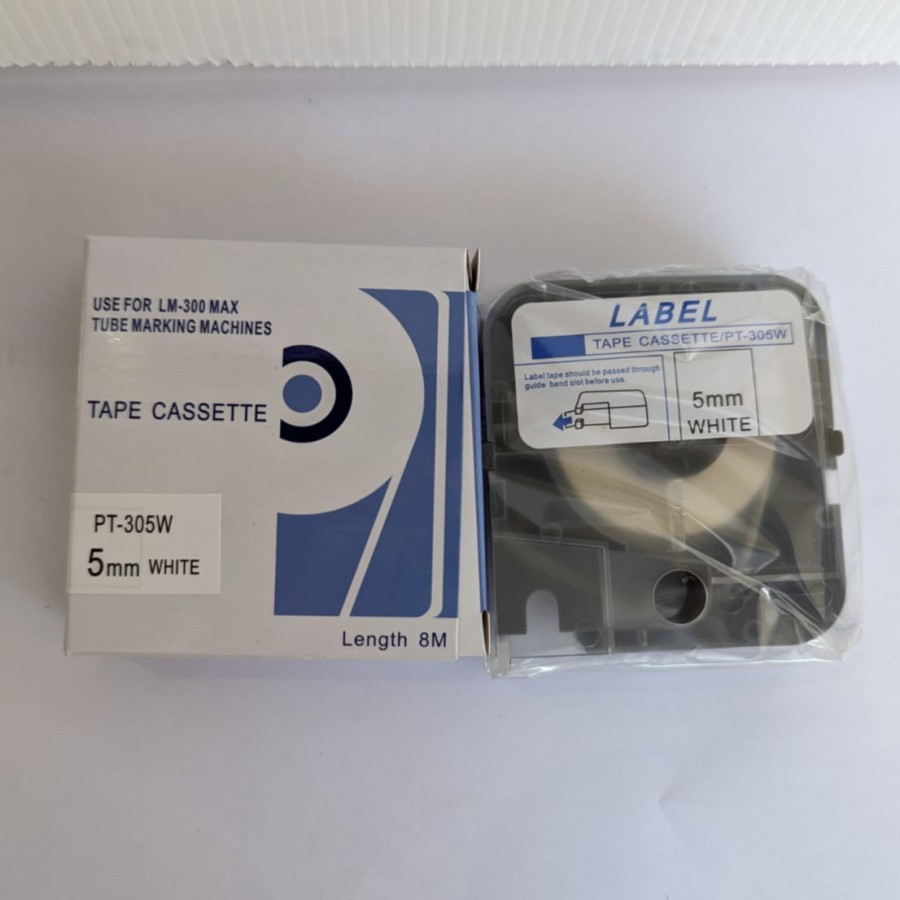 USE FOR LM-300 MAX
TUBE MARKING MACHINES
TAPE CASSETTE
PT-305W
5mm WHITE
Length 8M
LABEL
TAPE CASSETTE/PT-305W
Label tape should be passed through
guide band slot before use.
5mm
WHITE